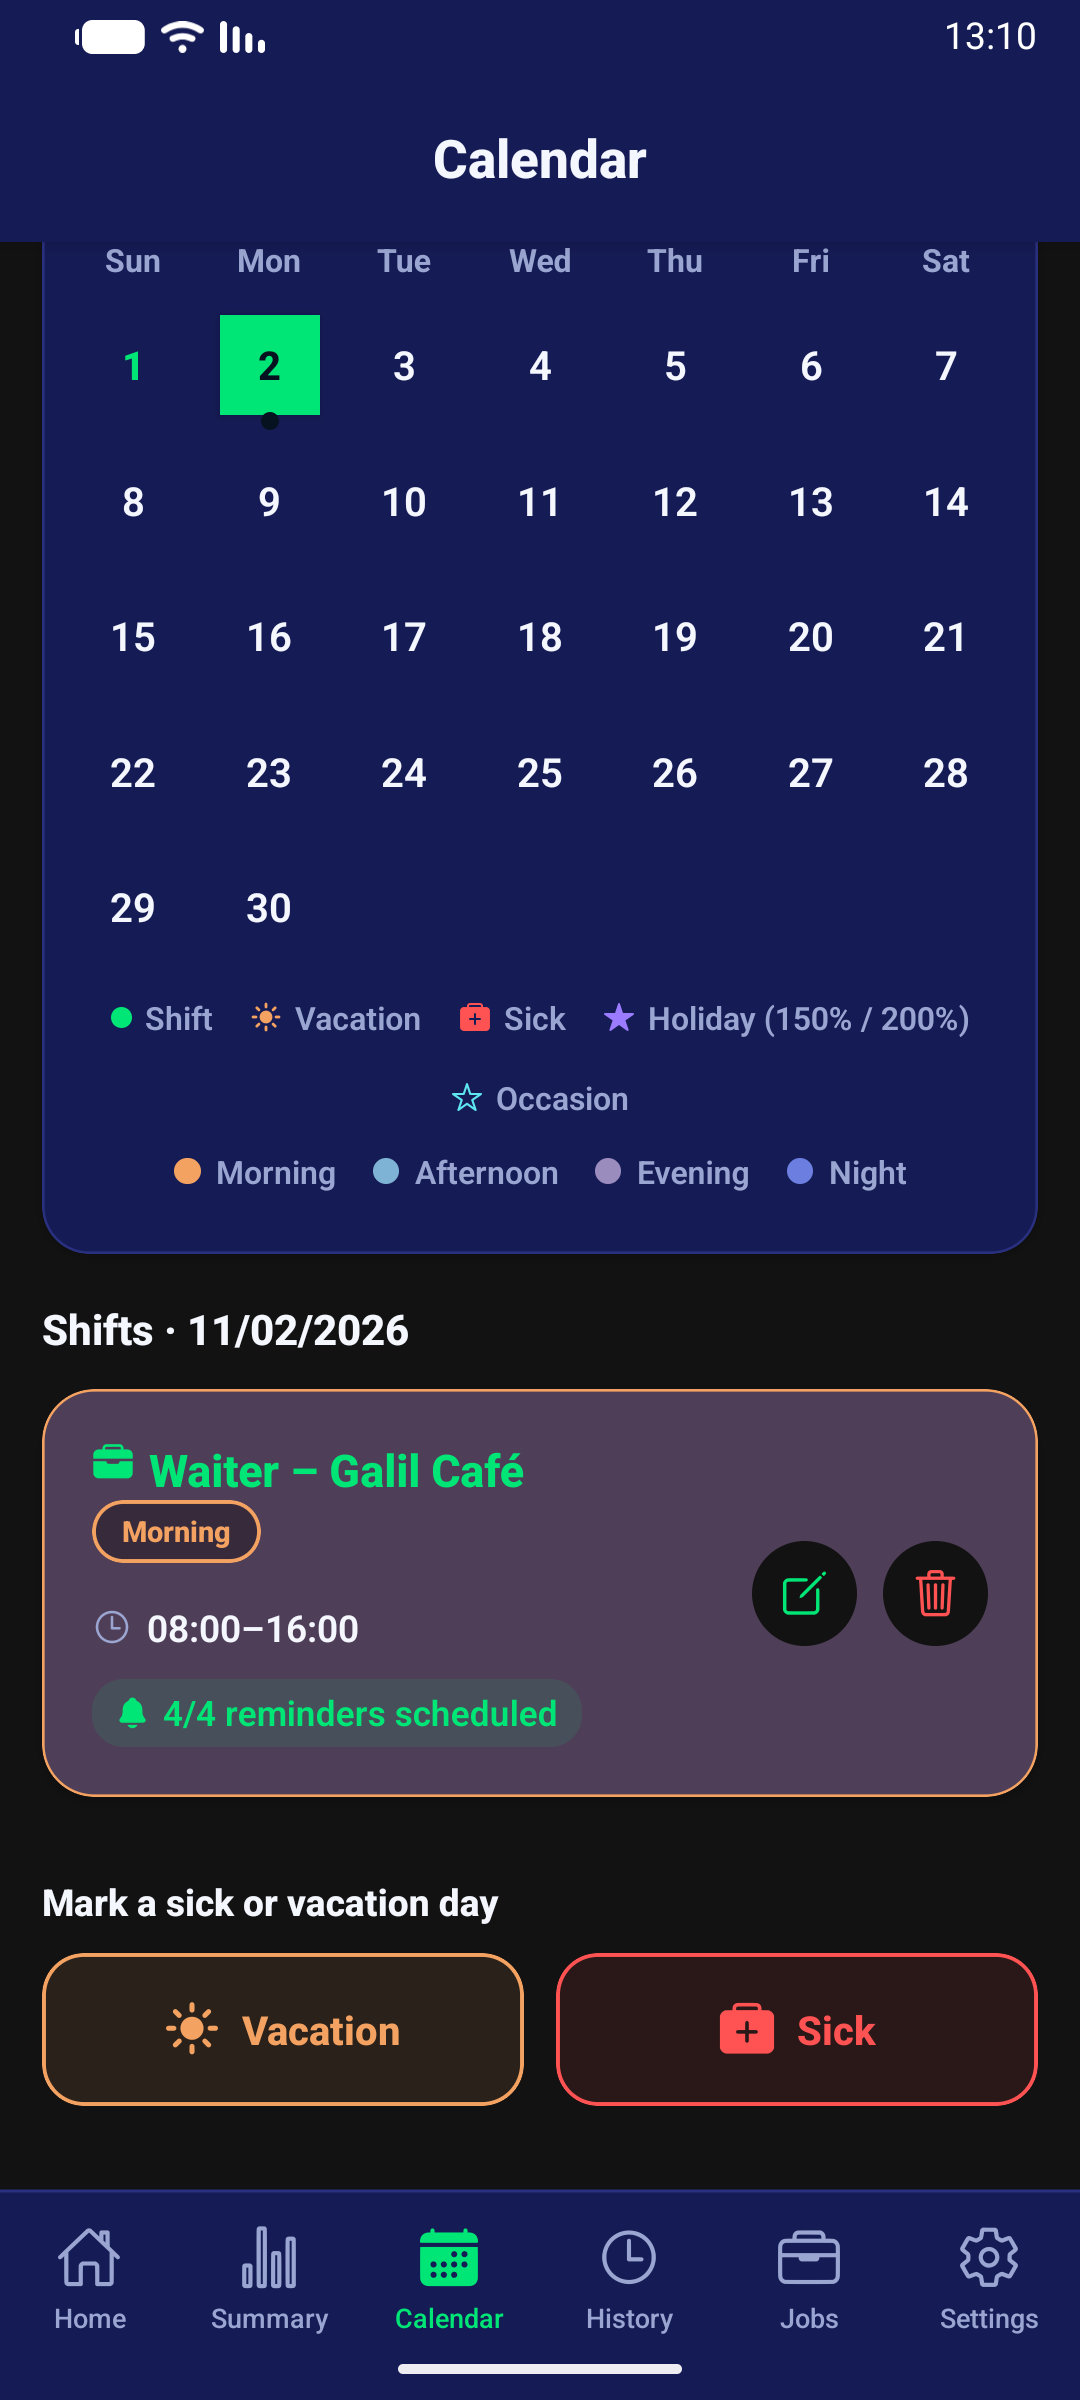 13:10
Calendar
Sun Mon Tue Wed Thu Fri Sat
1 2 3 4 5 6 7
8 9 10 11 12 13 14
15 16 17 18 19 20 21
22 23 24 25 26 27 28
29 30
Shift Vacation Sick Holiday (150% / 200%)
Occasion
Morning Afternoon Evening Night
Shifts · 11/02/2026
Waiter – Galil Café
Morning
08:00–16:00
4/4 reminders scheduled
Mark a sick or vacation day
Vacation Sick
Home Summary Calendar History Jobs Settings